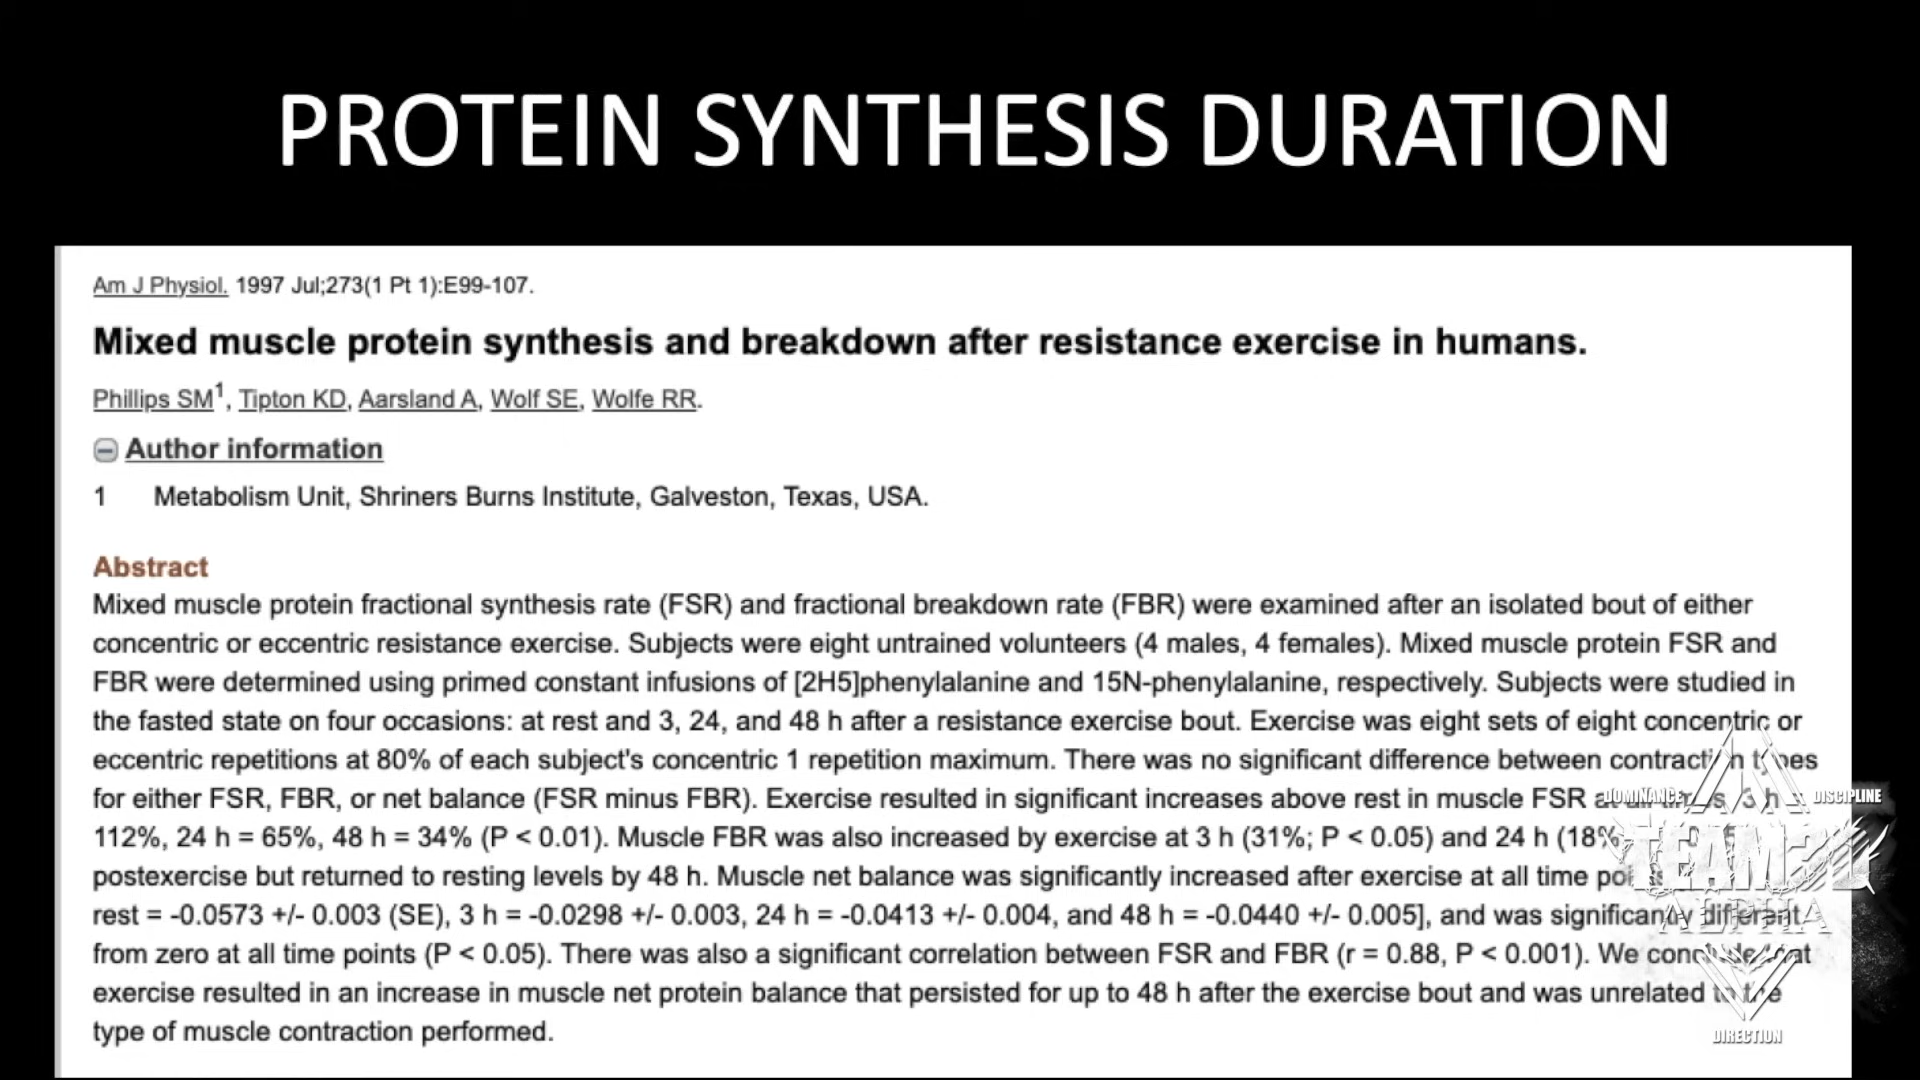 PROTEIN SYNTHESIS DURATION
Am J Physiol. 1997 Jul;273(1 Pt 1):E99-107.
Mixed muscle protein synthesis and breakdown after resistance exercise in humans.
Phillips SM1, Tipton KD, Aarsland A, Wolf SE, Wolfe RR.
Author information
1 Metabolism Unit, Shriners Burns Institute, Galveston, Texas, USA.
Abstract
Mixed muscle protein fractional synthesis rate (FSR) and fractional breakdown rate (FBR) were examined after an isolated bout of either
concentric or eccentric resistance exercise. Subjects were eight untrained volunteers (4 males, 4 females). Mixed muscle protein FSR and
FBR were determined using primed constant infusions of [2H5]phenylalanine and 15N-phenylalanine, respectively. Subjects were studied in
the fasted state on four occasions: at rest and 3, 24, and 48 h after a resistance exercise bout. Exercise was eight sets of eight concentric or
eccentric repetitions at 80% of each subject's concentric 1 repetition maximum. There was no significant difference between contraction types
for either FSR, FBR, or net balance (FSR minus FBR). Exercise resulted in significant increases above rest in muscle FSR 3 h
112%, 24 h = 65%, 48 h = 34% (P < 0.01). Muscle FBR was also increased by exercise at 3 h (31%; P < 0.05) and 24 h (18%
postexercise but returned to resting levels by 48 h. Muscle net balance was significantly increased after exercise at all time
rest = -0.0573 +/- 0.003 (SE), 3 h = -0.0298 +/- 0.003, 24 h = -0.0413 +/- 0.004, and 48 h = -0.0440 +/- 0.005], and was significantly different
from zero at all time points (P < 0.05). There was also a significant correlation between FSR and FBR (r = 0.88, P < 0.001). We conclude that
exercise resulted in an increase in muscle net protein balance that persisted for up to 48 h after the exercise bout and was unrelated to the
type of muscle contraction performed.
DOMINANCE DISCIPLINE
TEAM3D
ALPHA
DIRECTION